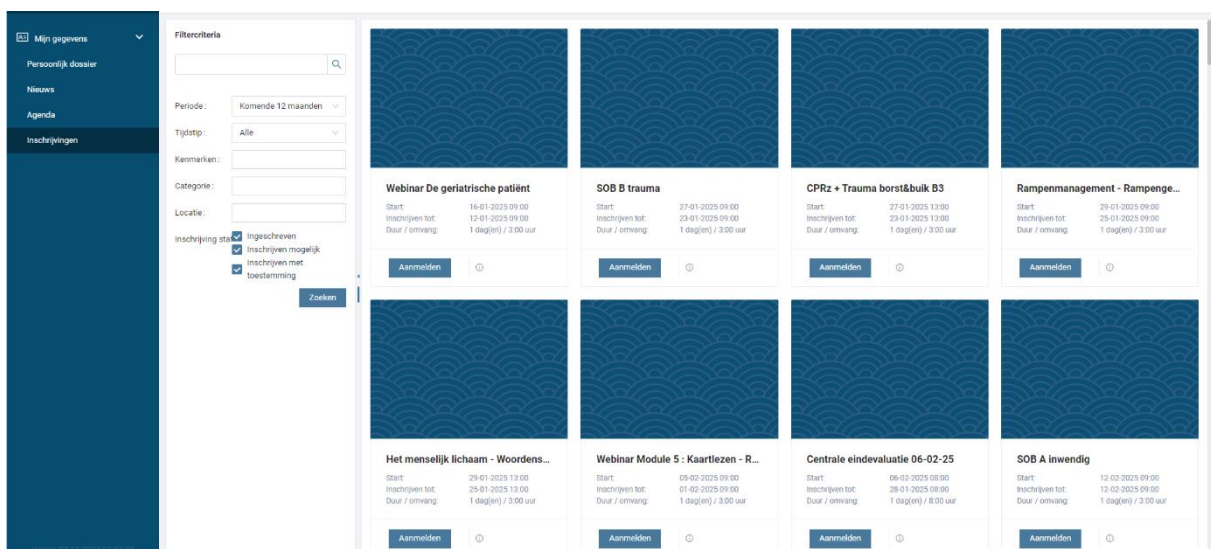 Mijn gegevens
Persoonlijk dossier
Nieuws
Agenda
Inschrijvingen
Filtercriteria
Periode: Komende 12 maanden
Tijdstip: Alle
Kenmerken:
Categorie:
Locatie:
Inschrijving sta Ingeschreven
Inschrijven mogelijk
Inschrijven met
toestemming
Zoeken
Webinar De geriatrische patiënt
Start: 16-01-2025 09:00
Inschrijven tot: 12-01-2025 09:00
Duur / omvang: 1 dag(en) / 3:00 uur
Aanmelden
SOB B trauma
Start: 27-01-2025 09:00
Inschrijven tot: 23-01-2025 09:00
Duur / omvang: 1 dag(en) / 3:00 uur
Aanmelden
CPRz + Trauma borst&buik B3
Start: 27-01-2025 13:00
Inschrijven tot: 23-01-2025 13:00
Duur / omvang: 1 dag(en) / 3:00 uur
Aanmelden
Rampenmanagement - Rampenge...
Start: 29-01-2025 09:00
Inschrijven tot: 25-01-2025 09:00
Duur / omvang: 1 dag(en) / 3:00 uur
Aanmelden
Het menselijk lichaam - Woordens...
Start: 29-01-2025 13:00
Inschrijven tot: 25-01-2025 13:00
Duur / omvang: 1 dag(en) / 3:00 uur
Aanmelden
Webinar Module 5 : Kaartlezen - R...
Start: 05-02-2025 09:00
Inschrijven tot: 01-02-2025 09:00
Duur / omvang: 1 dag(en) / 3:00 uur
Aanmelden
Centrale eindevaluatie 06-02-25
Start: 06-02-2025 08:00
Inschrijven tot: 28-01-2025 08:00
Duur / omvang: 1 dag(en) / 8:00 uur
Aanmelden
SOB A inwendig
Start: 12-02-2025 09:00
Inschrijven tot: 12-02-2025 09:00
Duur / omvang: 1 dag(en) / 3:00 uur
Aanmelden